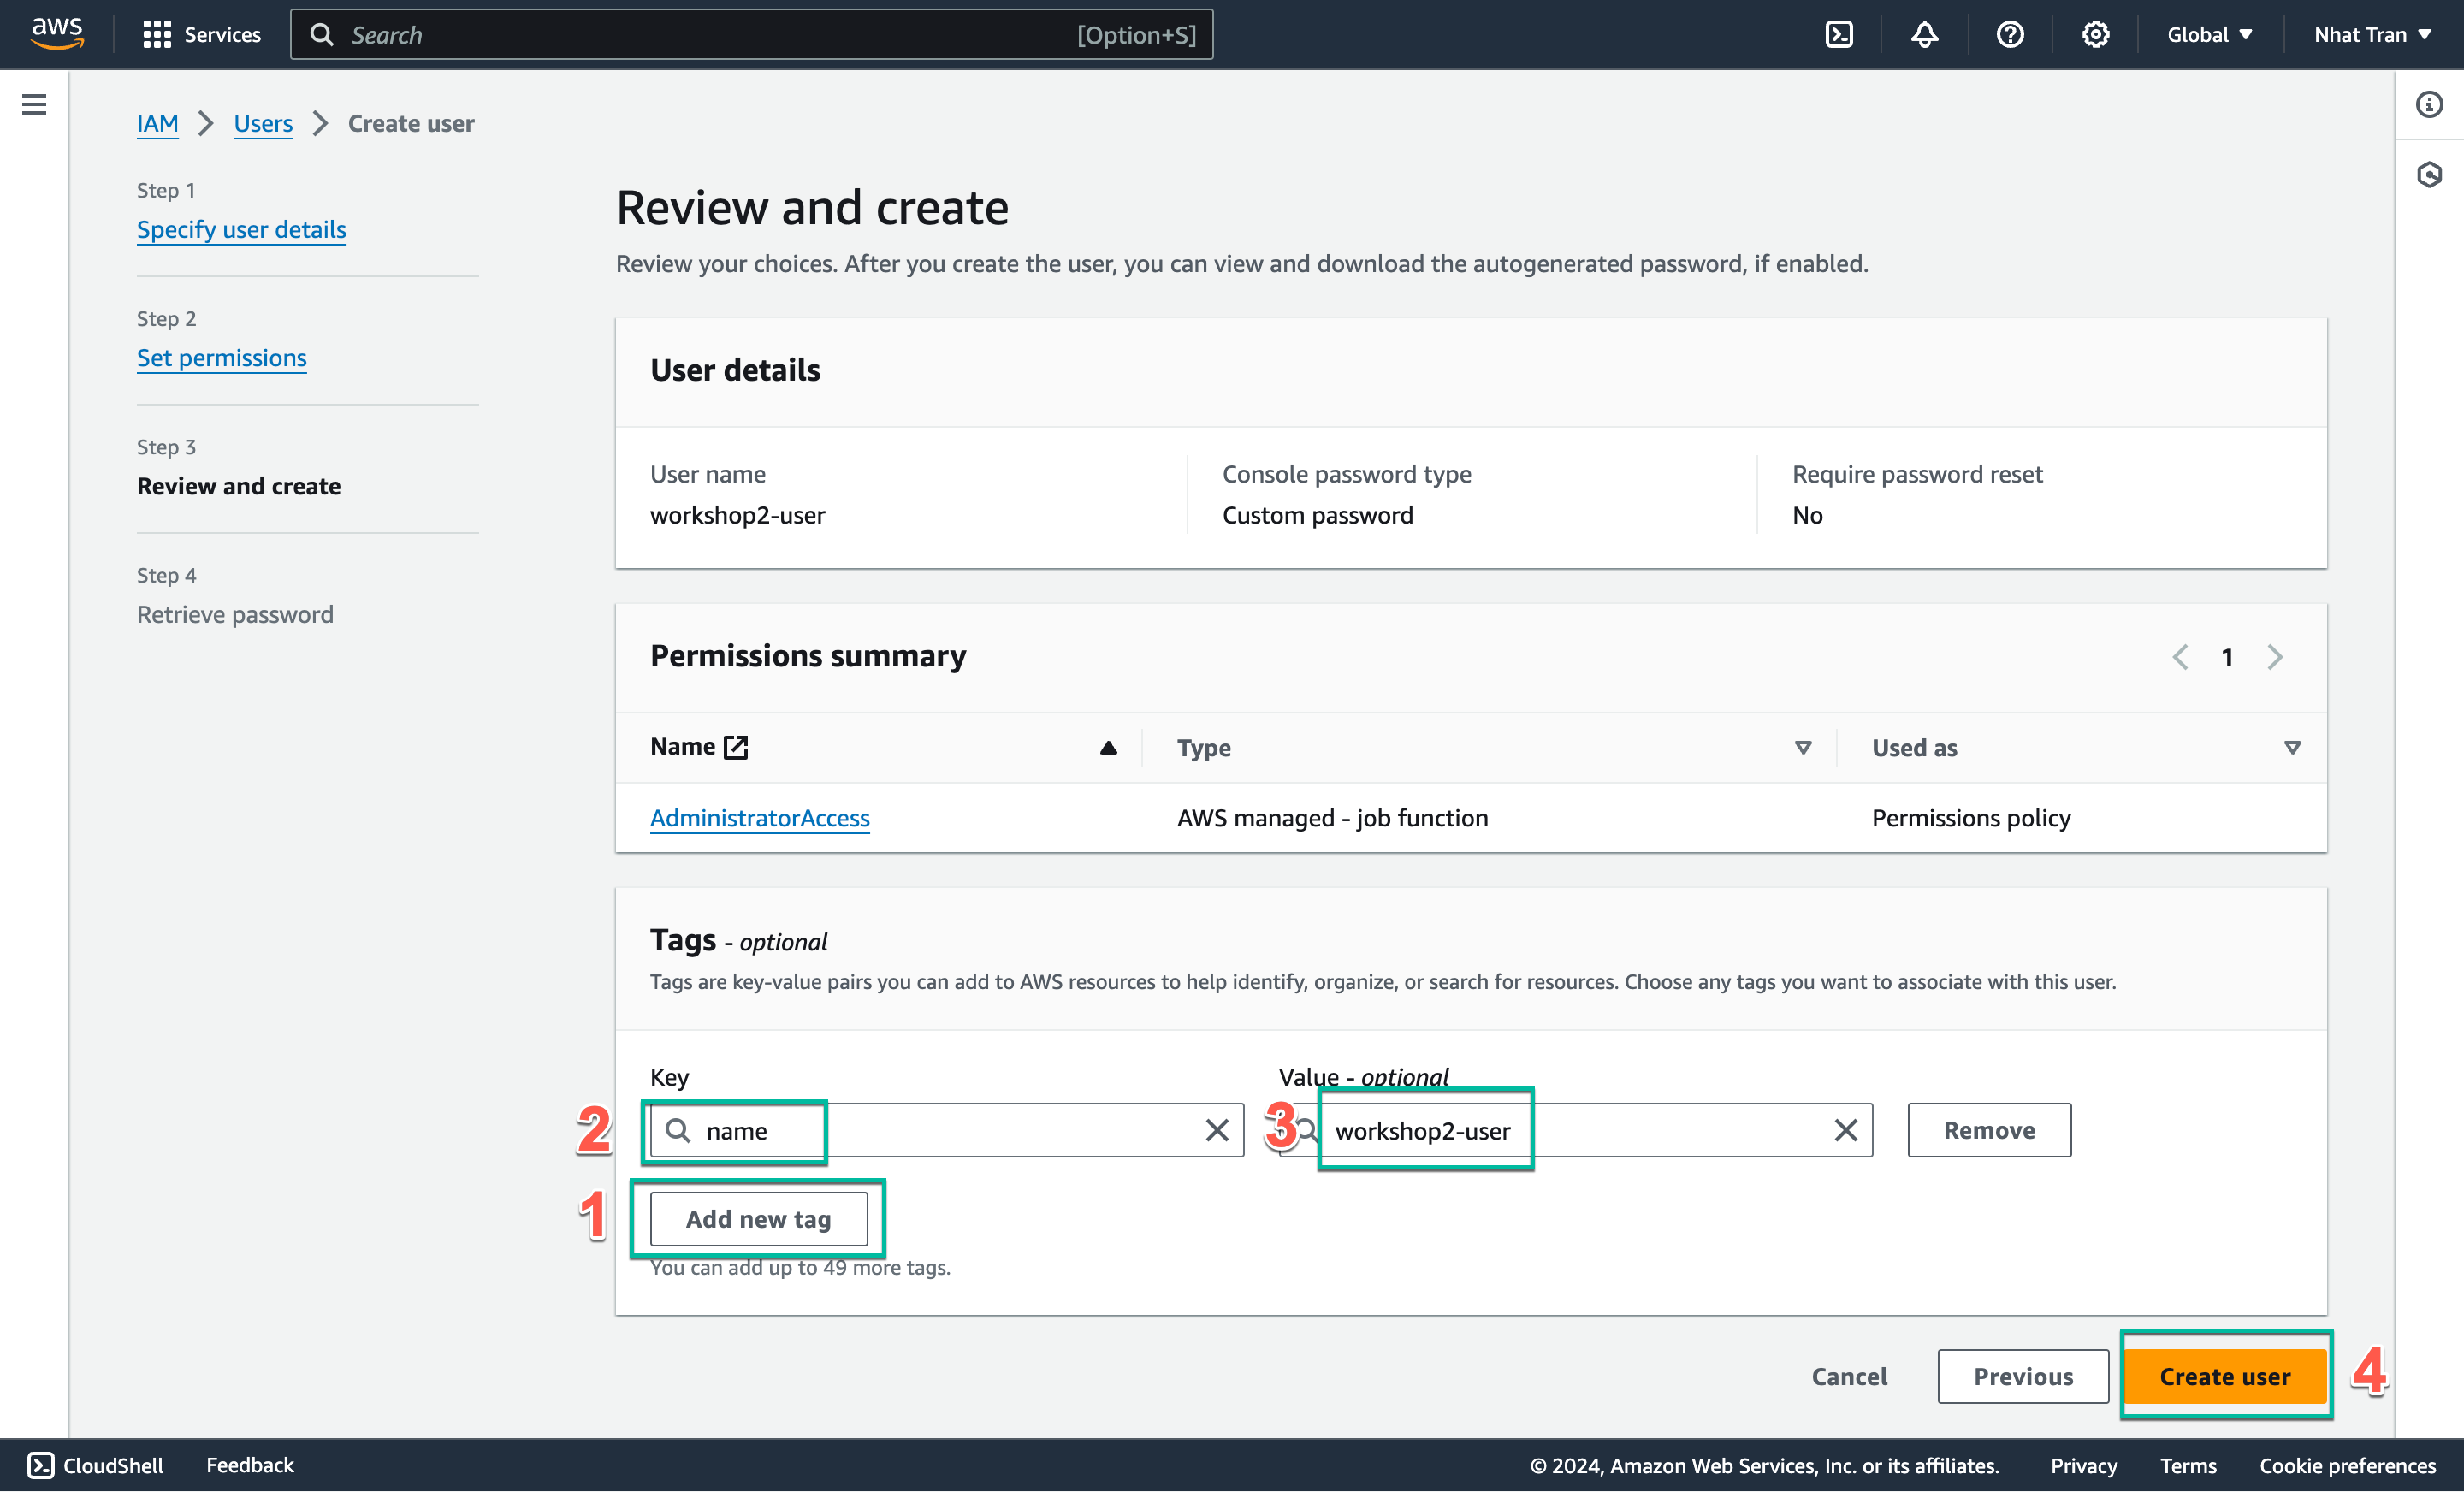 aws Services Search [Option+S] Global Nhat Tran
IAM Users Create user
Step 1
Specify user details
Step 2
Set permissions
Step 3
Review and create
Step 4
Retrieve password
Review and create
Review your choices. After you create the user, you can view and download the autogenerated password, if enabled.
User details
User name Console password type Require password reset
workshop2-user Custom password No
Permissions summary 1
Name Type Used as
AdministratorAccess AWS managed - job function Permissions policy
Tags - optional
Tags are key-value pairs you can add to AWS resources to help identify, organize, or search for resources. Choose any tags you want to associate with this user.
Key Value - optional
2 name 3 workshop2-user Remove
1 Add new tag
You can add up to 49 more tags.
Cancel Previous Create user 4
CloudShell Feedback © 2024, Amazon Web Services, Inc. or its affiliates. Privacy Terms Cookie preferences